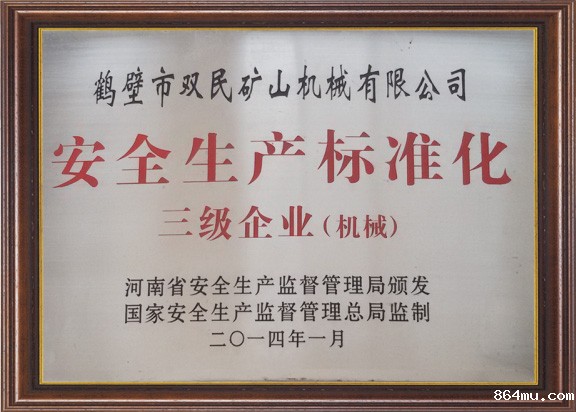 鹤壁市双民矿山机械有限公司
安全生产标准化
三级企业(机械)
河南省安全生产监督管理局颁发
国家安全生产监督管理总局监制
二〇一四年一月
864mu.com